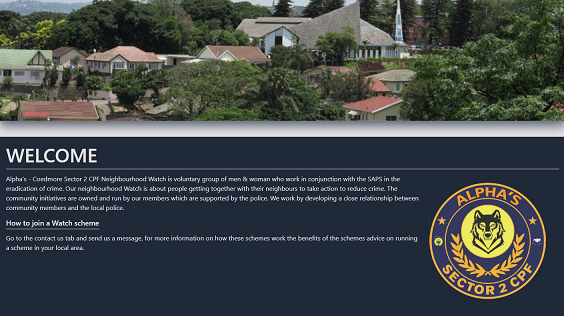 WELCOME
Alpha's - Coedmore Sector 2 CPF Neighbourhood Watch is voluntary group of men & woman who work in conjunction with the SAPS in the
eradication of crime. Our neighbourhood Watch is about people getting together with their neighbours to take action to reduce crime. The
community initiatives are owned and run by our members which are supported by the police. We work by developing a close relationship between
community members and the local police.
How to join a Watch scheme
Go to the contact us tab and send us a message, for more information on how these schemes work the benefits of the schemes advice on running
a scheme in your local area.
ALPHA'S
SECTOR 2 CPF